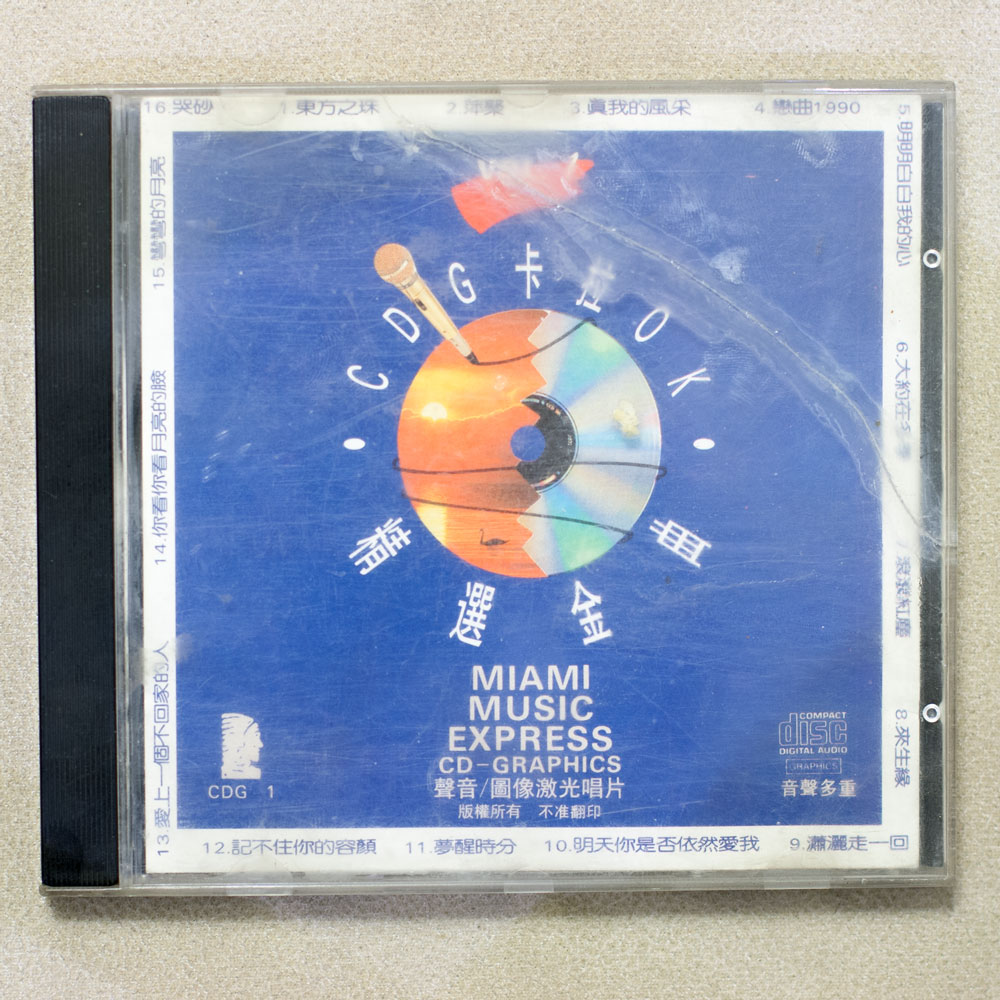 16.哭砂
1.東方之珠
2.
3.眞我的風采
4.戀曲1990
5.明明白白我的心
6.大約在
滾滾紅塵
8.來生緣
9.瀟灑走一回
10.明天你是否依然愛我
11.夢醒時分
12.記不住你的容顏
13.愛上一個不回家的人
14.你看你看月亮的臉
15.彎彎的月亮
CDG卡拉OK
精選金曲
MIAMI
MUSIC
EXPRESS
CD-GRAPHICS
聲音/圖像激光唱片
版權所有 不准翻印
CDG 1
COMPACT
disc
DIGITAL AUDIO
GRAPHICS
音聲多重